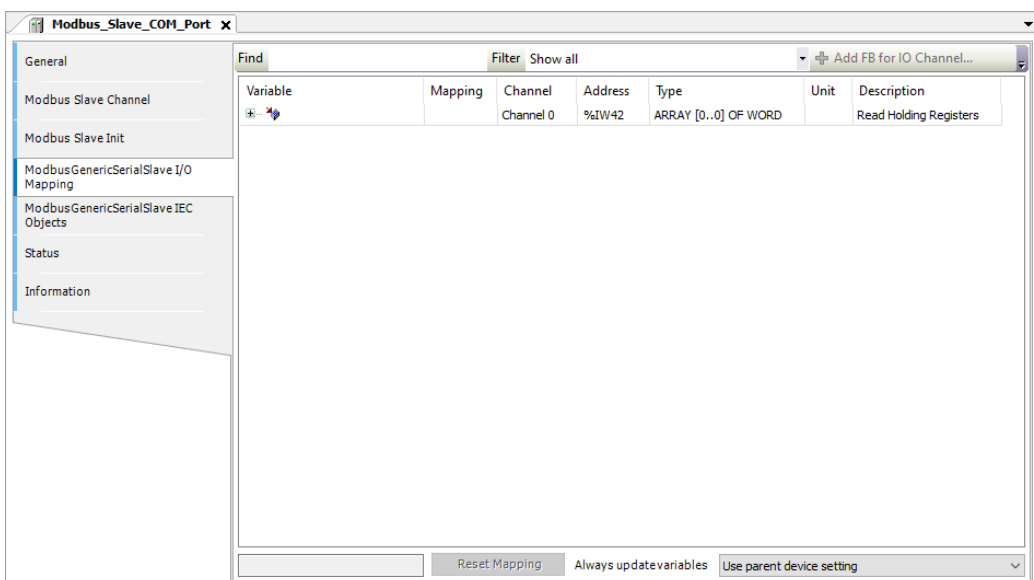 Modbus_Slave_COM_Port X
General
Modbus Slave Channel
Modbus Slave Init
ModbusGenericSerialSlave I/O
Mapping
ModbusGenericSerialSlave IEC
Objects
Status
Information
Find Filter Show all Add FB for IO Channel...
Variable Mapping Channel Address Type Unit Description
Channel 0 %IW42 ARRAY [0..0] OF WORD Read Holding Registers
Reset Mapping Always update variables Use parent device setting